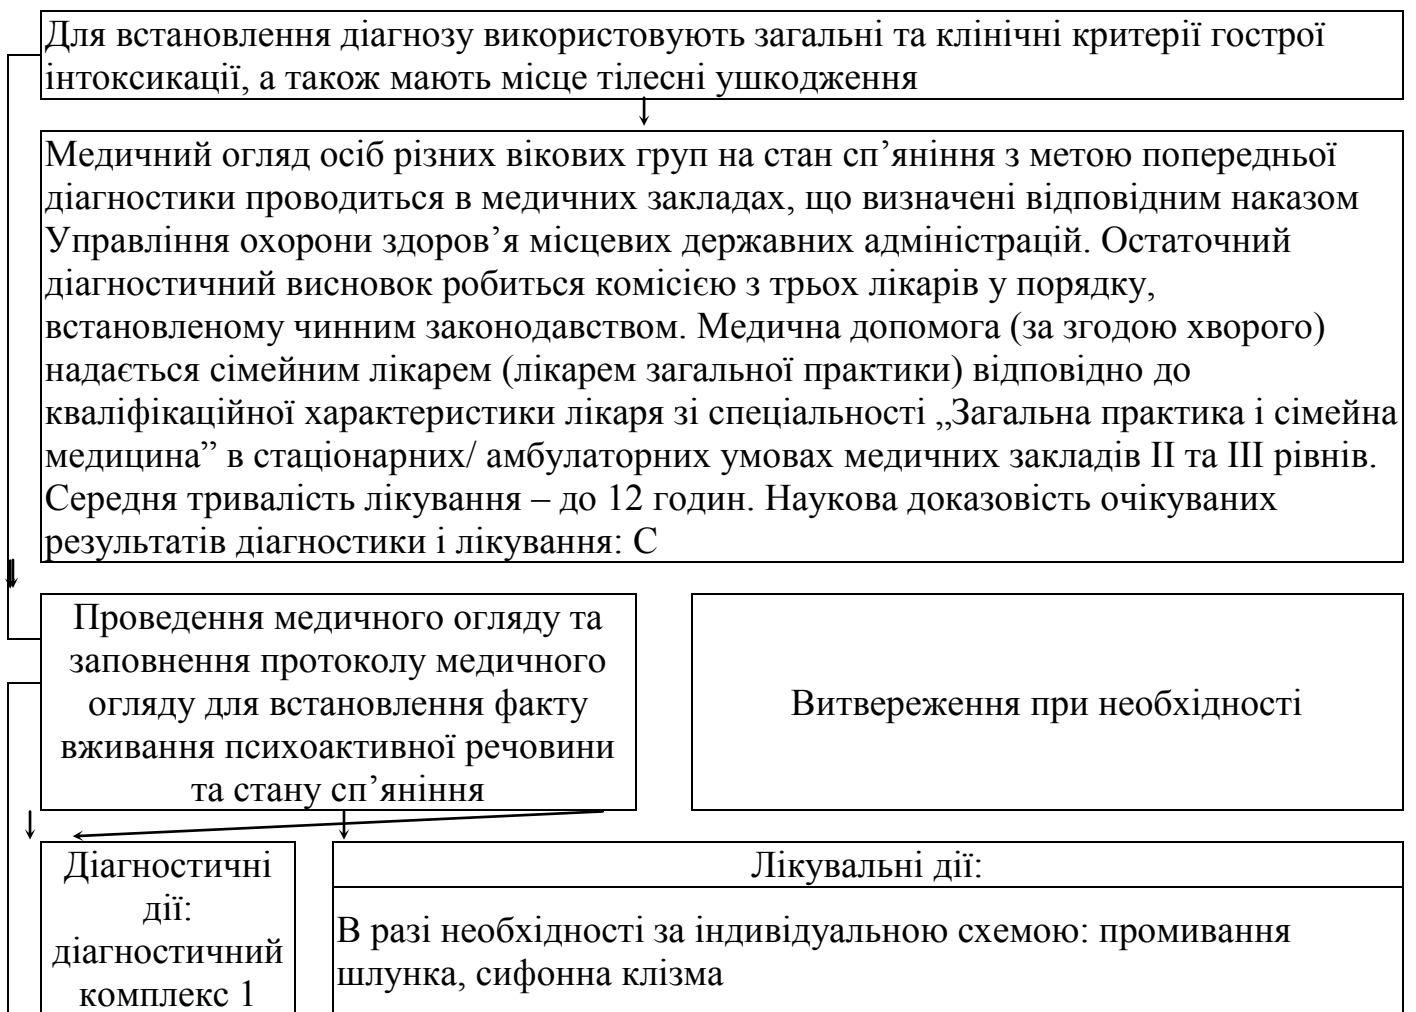 Для встановлення діагнозу використовують загальні та клінічні критерії гострої
інтоксикації, а також мають місце тілесні ушкодження
Медичний огляд осіб різних вікових груп на стан сп’яніння з метою попередньої
діагностики проводиться в медичних закладах, що визначені відповідним наказом
Управління охорони здоров’я місцевих державних адміністрацій. Остаточний
діагностичний висновок робиться комісією з трьох лікарів у порядку,
встановленому чинним законодавством. Медична допомога (за згодою хворого)
надається сімейним лікарем (лікарем загальної практики) відповідно до
кваліфікаційної характеристики лікаря зі спеціальності „Загальна практика і сімейна
медицина” в стаціонарних/ амбулаторних умовах медичних закладів ІІ та ІІІ рівнів.
Середня тривалість лікування – до 12 годин. Наукова доказовість очікуваних
результатів діагностики і лікування: С
Проведення медичного огляду та
заповнення протоколу медичного
огляду для встановлення факту
вживання психоактивної речовини
та стану сп’яніння
Витвереження при необхідності
Діагностичні
дії:
діагностичний
комплекс 1
Лікувальні дії:
В разі необхідності за індивідуальною схемою: промивання
шлунка, сифонна клізма